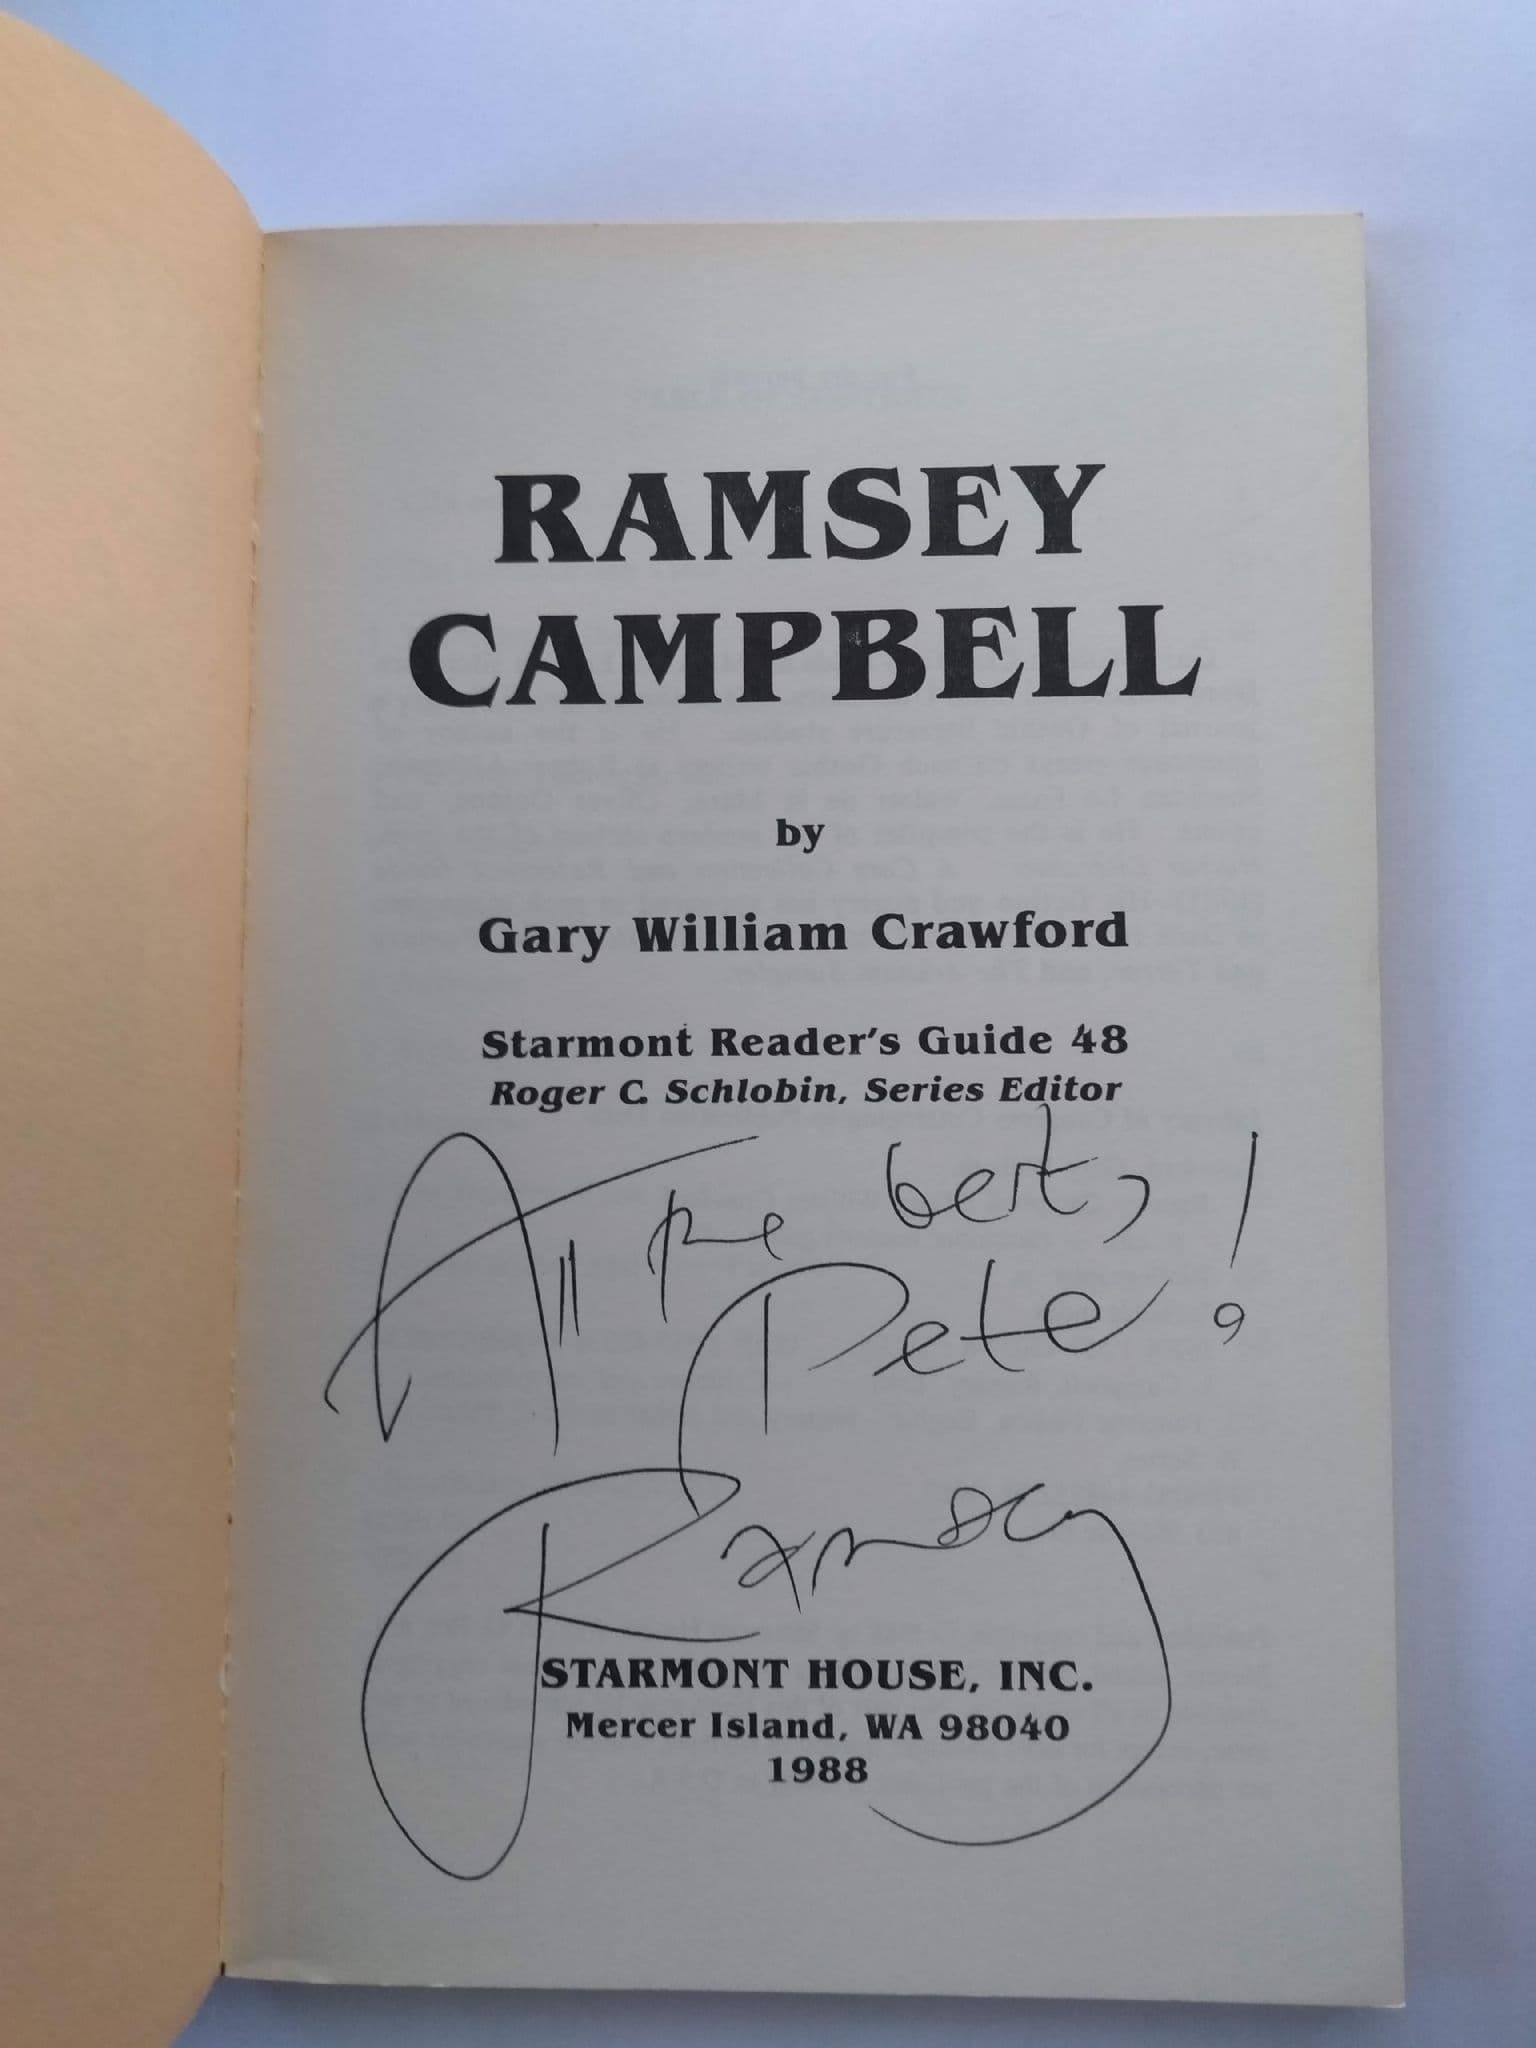 RAMSEY
CAMPBELL
by
Gary William Crawford
Starmont Reader's Guide 48
Roger C. Schlobin, Series Editor
All the best,
Pete!
Ramsey
STARMONT HOUSE, INC.
Mercer Island, WA 98040
1988